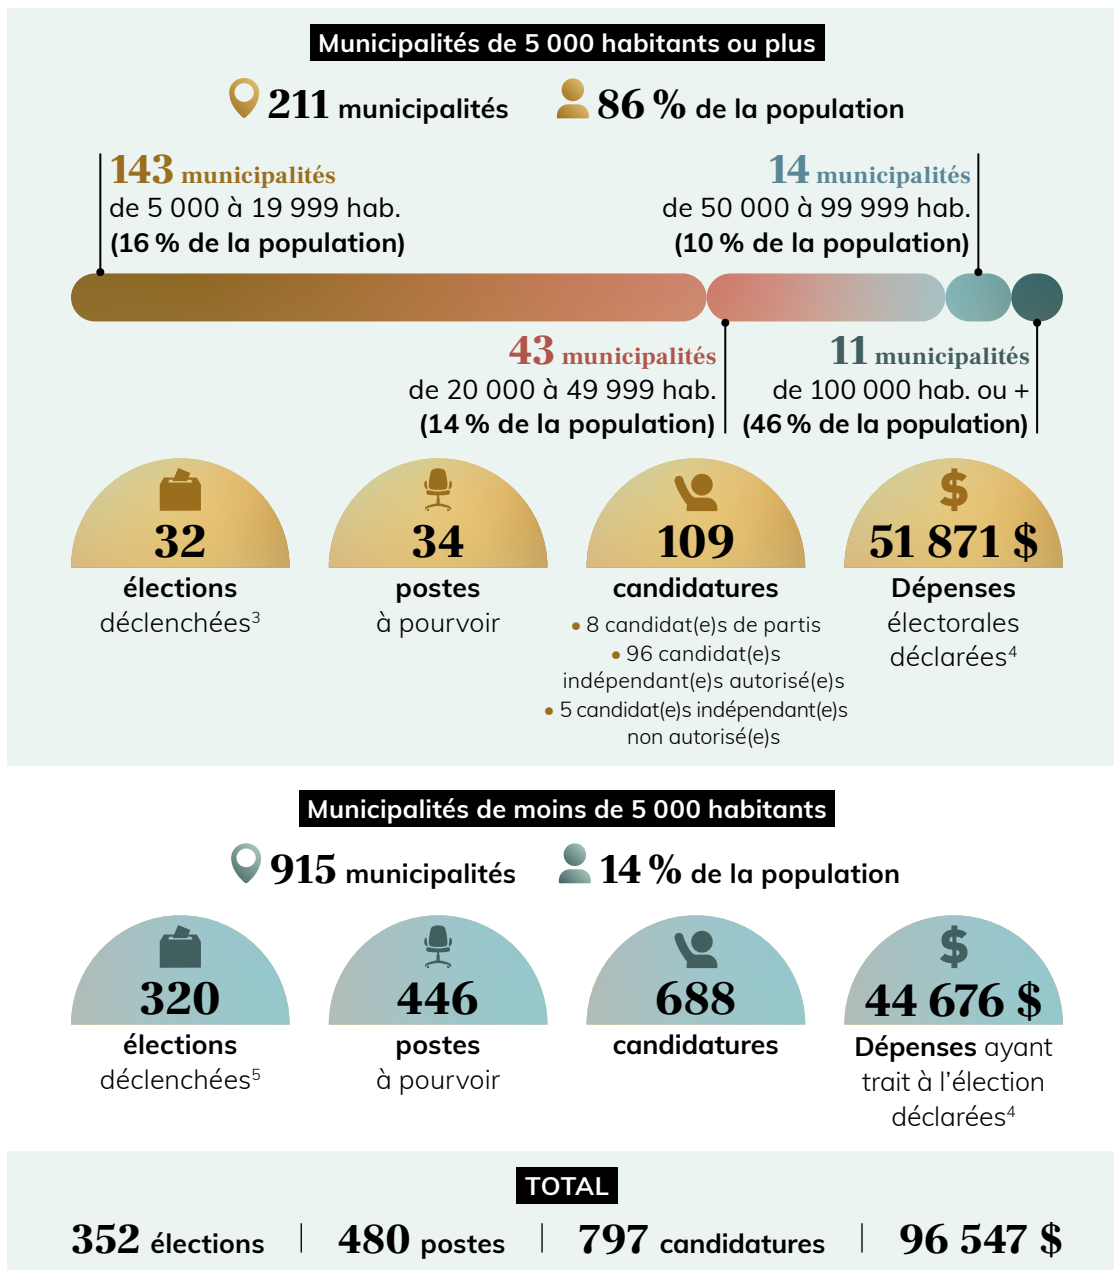 Municipalités de 5 000 habitants ou plus
211 municipalités
86 % de la population
143 municipalités
de 5 000 à 19 999 hab.
(16 % de la population)
14 municipalités
de 50 000 à 99 999 hab.
(10 % de la population)
43 municipalités
de 20 000 à 49 999 hab.
(14 % de la population)
11 municipalités
de 100 000 hab. ou +
(46 % de la population)
32
élections
déclenchées³
34
postes
à pourvoir
109
candidatures
• 8 candidat(e)s de partis
• 96 candidat(e)s
indépendant(e)s autorisé(e)s
• 5 candidat(e)s indépendant(e)s
non autorisé(e)s
$
51 871 $
Dépenses
électorales
déclarées⁴
Municipalités de moins de 5 000 habitants
915 municipalités
14 % de la population
320
élections
déclenchées⁵
446
postes
à pourvoir
688
candidatures
$
44 676 $
Dépenses ayant
trait à l’élection
déclarées⁴
TOTAL
352 élections
480 postes
797 candidatures
96 547 $